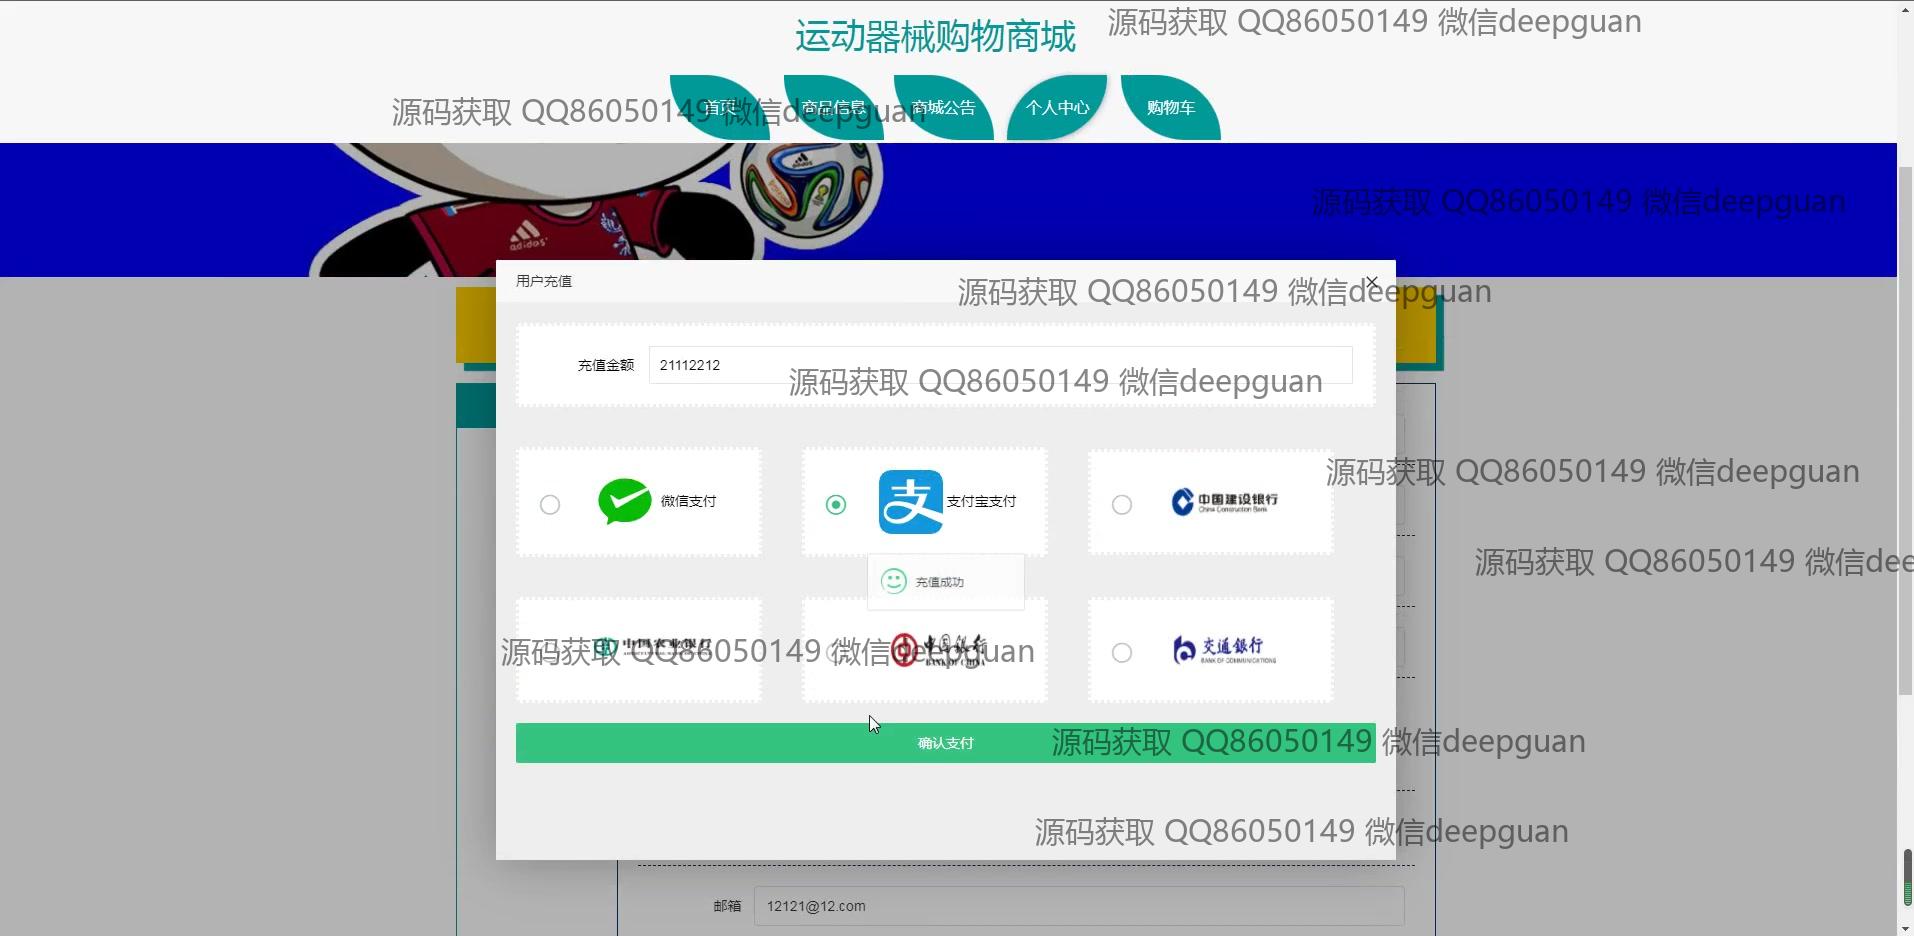 运动器械购物商城
源码获取 QQ86050149 微信deepguan
首页
商品信息
商城公告
个人中心
购物车
源码获取 QQ86050149 微信deepguan
adidas
源码获取 QQ86050149 微信deepguan
用户充值
源码获取 QQ86050149 微信deepguan
充值金额
21112212
源码获取 QQ86050149 微信deepguan
微信支付
支 支付宝支付
中国建设银行
China Construction Bank
源码获取 QQ86050149 微信deepguan
充值成功
源码获取 QQ86050149 微信dee
中国农业银行
中国银行
BANK OF CHINA
交通银行
BANK OF COMMUNICATIONS
源码获取 QQ86050149 微信deepguan
确认支付
源码获取 QQ86050149 微信deepguan
源码获取 QQ86050149 微信deepguan
邮箱
12121@12.com